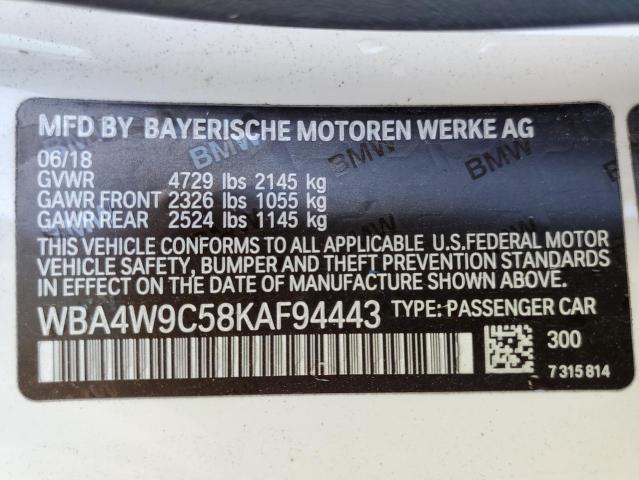 MFD BY BAYERISCHE MOTOREN WERKE AG
06/18
GVWR 4729 lbs 2145 kg
GAWR FRONT 2326 lbs 1055 kg
GAWR REAR 2524 lbs 1145 kg
THIS VEHICLE CONFORMS TO ALL APPLICABLE U.S.FEDERAL MOTOR
VEHICLE SAFETY, BUMPER AND THEFT PREVENTION STANDARDS
IN EFFECT ON THE DATE OF MANUFACTURE SHOWN ABOVE.
WBA4W9C58KAF94443 TYPE: PASSENGER CAR
300
7 315 814